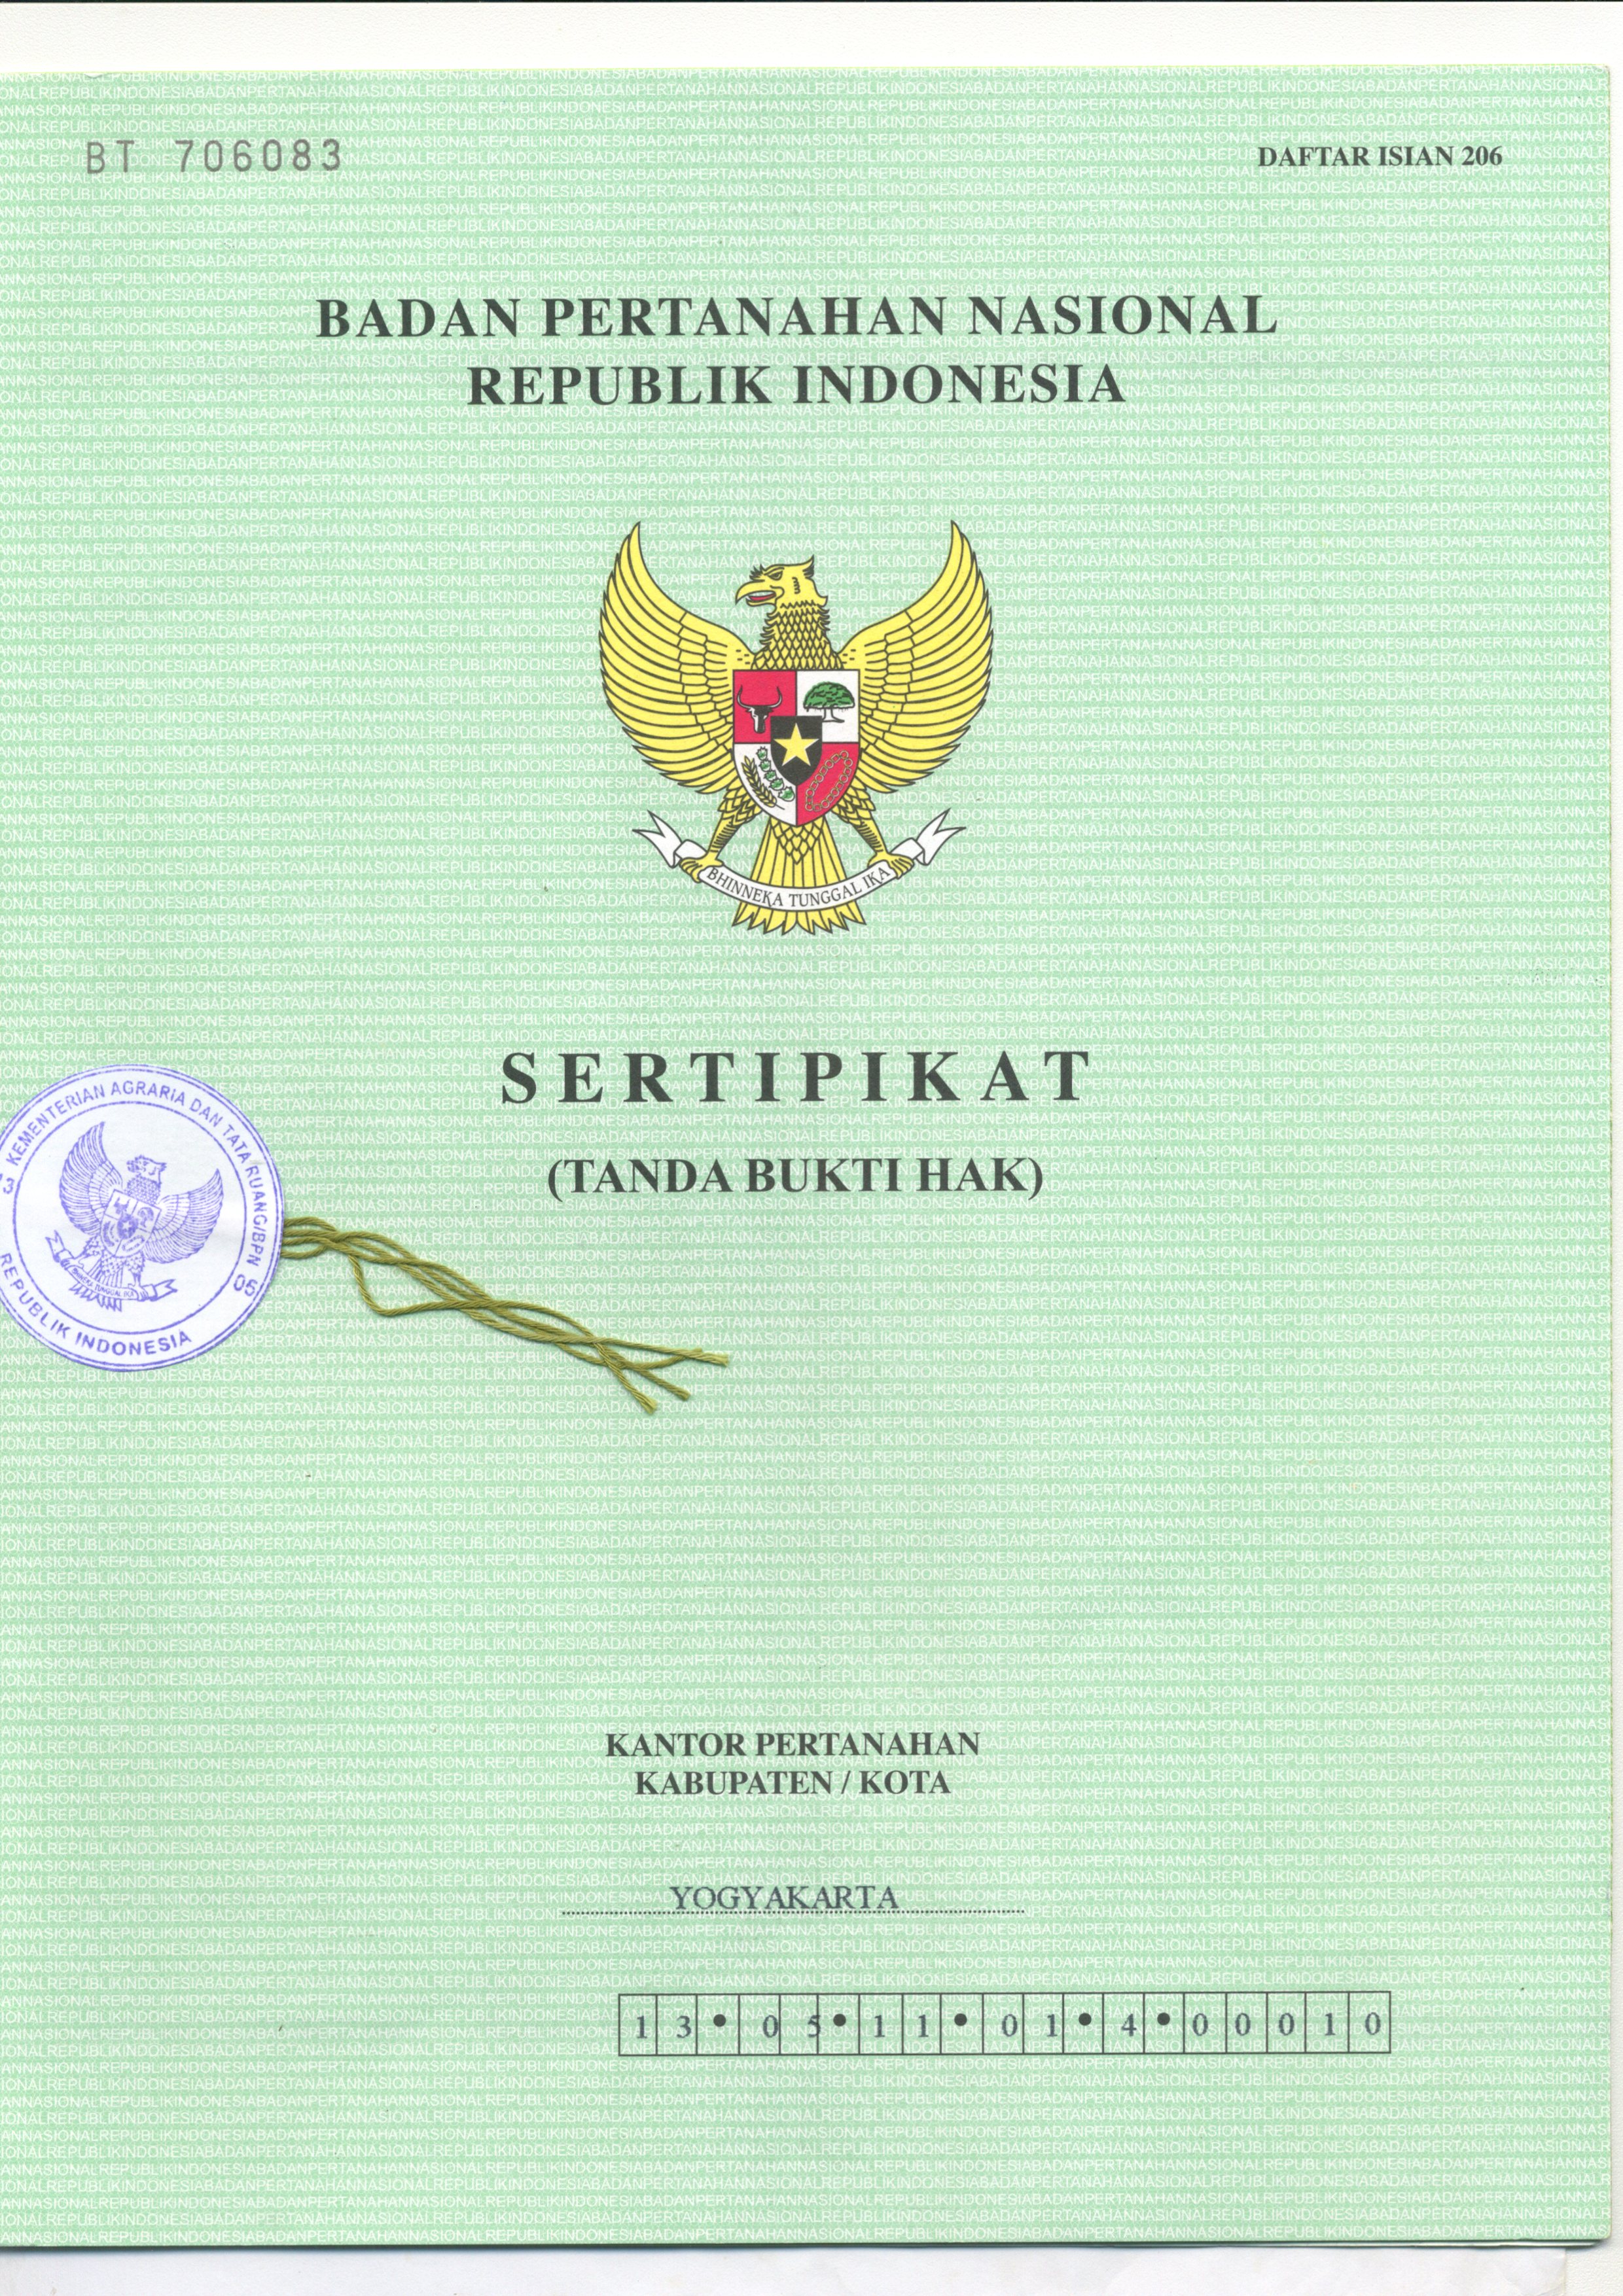 BT 706083
DAFTAR ISIAN 206
BADAN PERTANAHAN NASIONAL
REPUBLIK INDONESIA
BHINNEKA TUNGGAL IKA
SERTIPIKAT
(TANDA BUKTI HAK)
KEMENTERIAN AGRARIA DAN TATA RUANG/BPN
3
05
REPUBLIK INDONESIA
KANTOR PERTANAHAN
KABUPATEN / KOTA
YOGYAKARTA
1 3 • 0 5 • 1 1 • 0 1 • 4 • 0 0 0 1 0